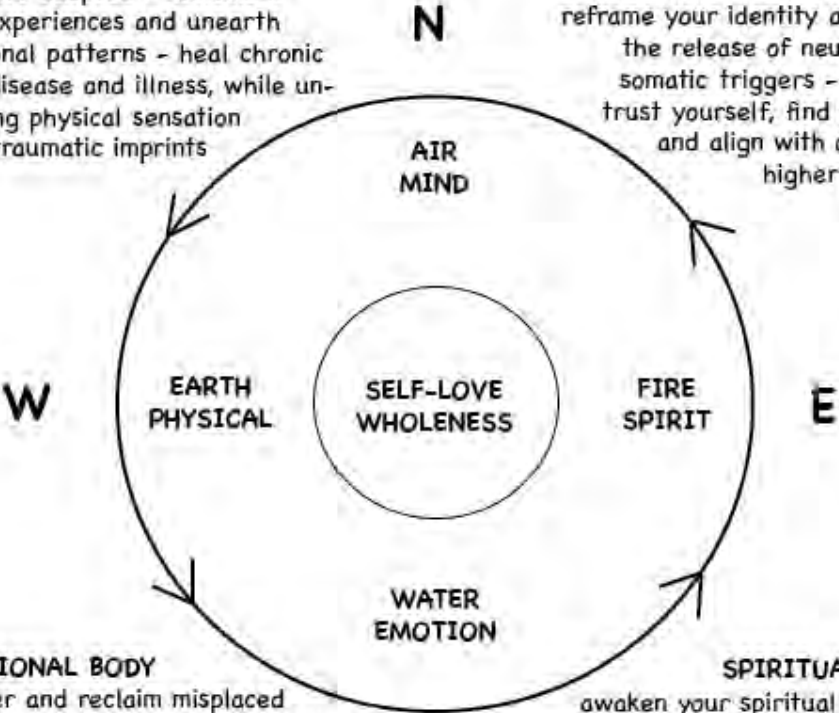 experiences and unearth
nal patterns - heal chronic
isease and illness, while un-
ng physical sensation
raumatic imprints
N
reframe your identity
the release of neu
somatic triggers -
trust yourself, find
and align with
higher
AIR
MIND
W
EARTH
PHYSICAL
SELF-LOVE
WHOLENESS
FIRE
SPIRIT
E
WATER
EMOTION
IONAL BODY
er and reclaim misplaced
SPIRITUA
awaken your spiritual